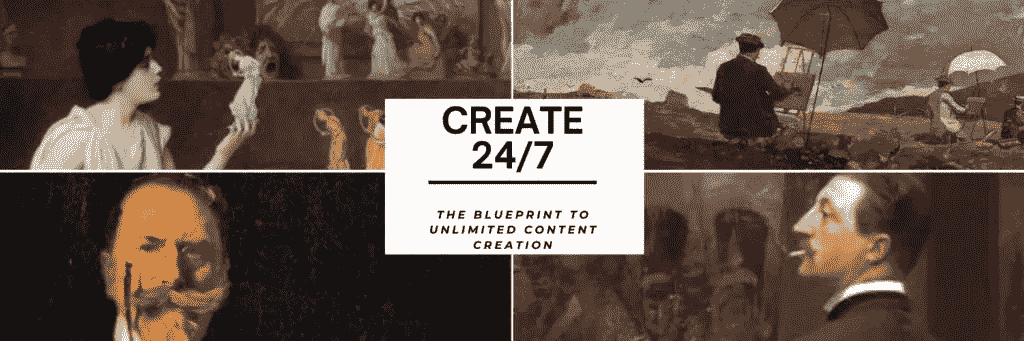 CREATE
24/7
THE BLUEPRINT TO
UNLIMITED CONTENT
CREATION